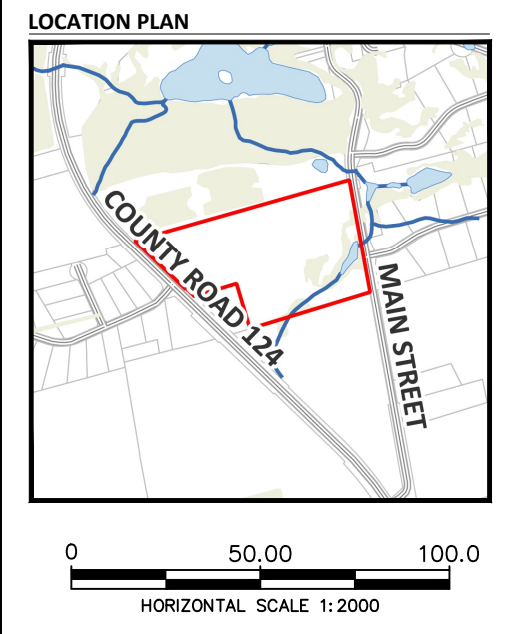 LOCATION PLAN
COUNTY ROAD 124
MAIN STREET
0 50.00 100.0
HORIZONTAL SCALE 1:2000